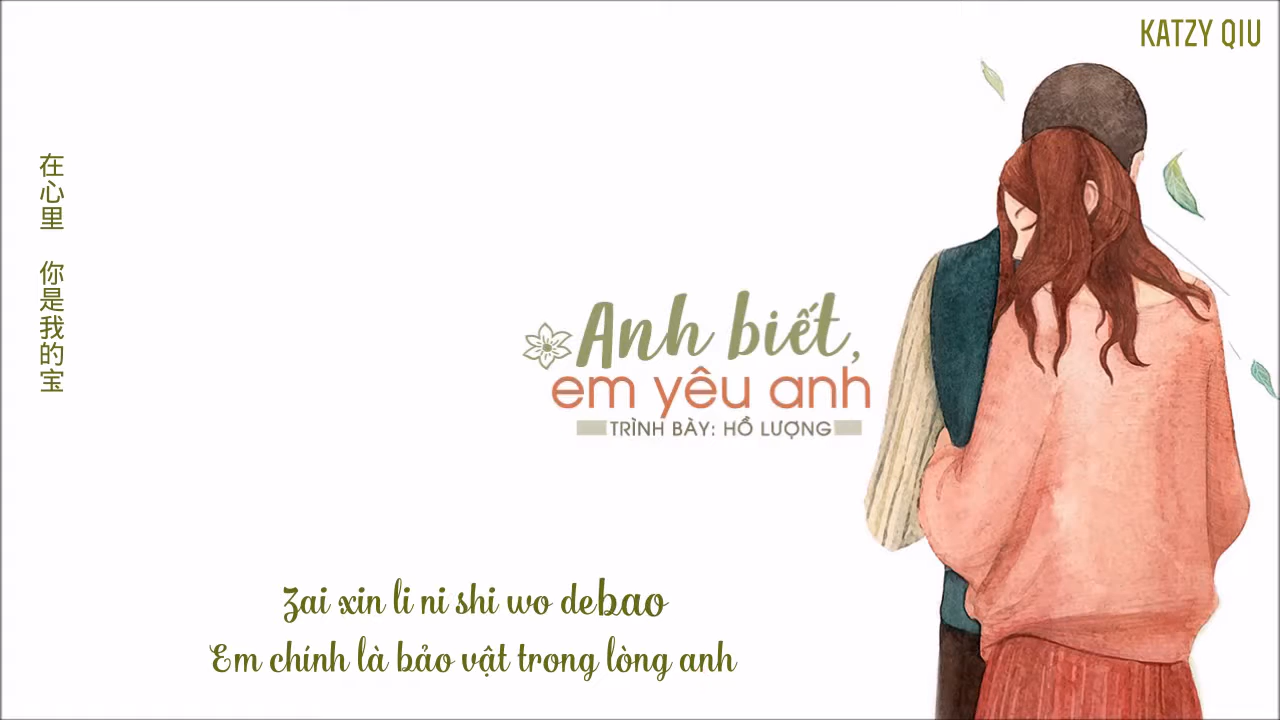 KATZY QIU
在心里 你是我的宝
Anh biết,
em yêu anh
TRÌNH BÀY: HỒ LƯỢNG
Zai xin li ni shi wo debao
Em chính là bảo vật trong lòng anh